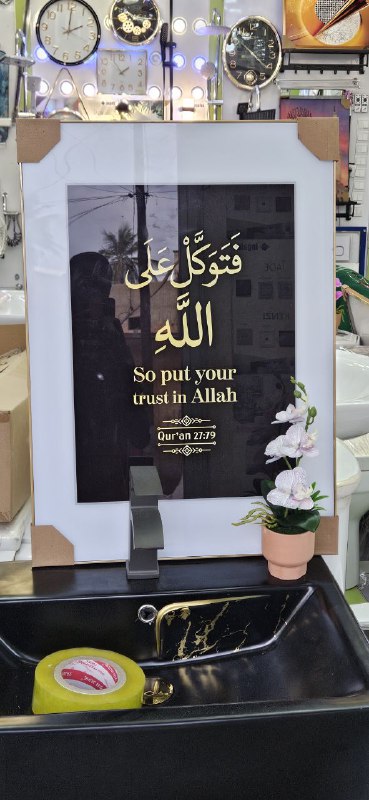 فَتَوَكَّلْ عَلَى
اللَّهِ
So put your
trust in Allah
Qur'an 27:79